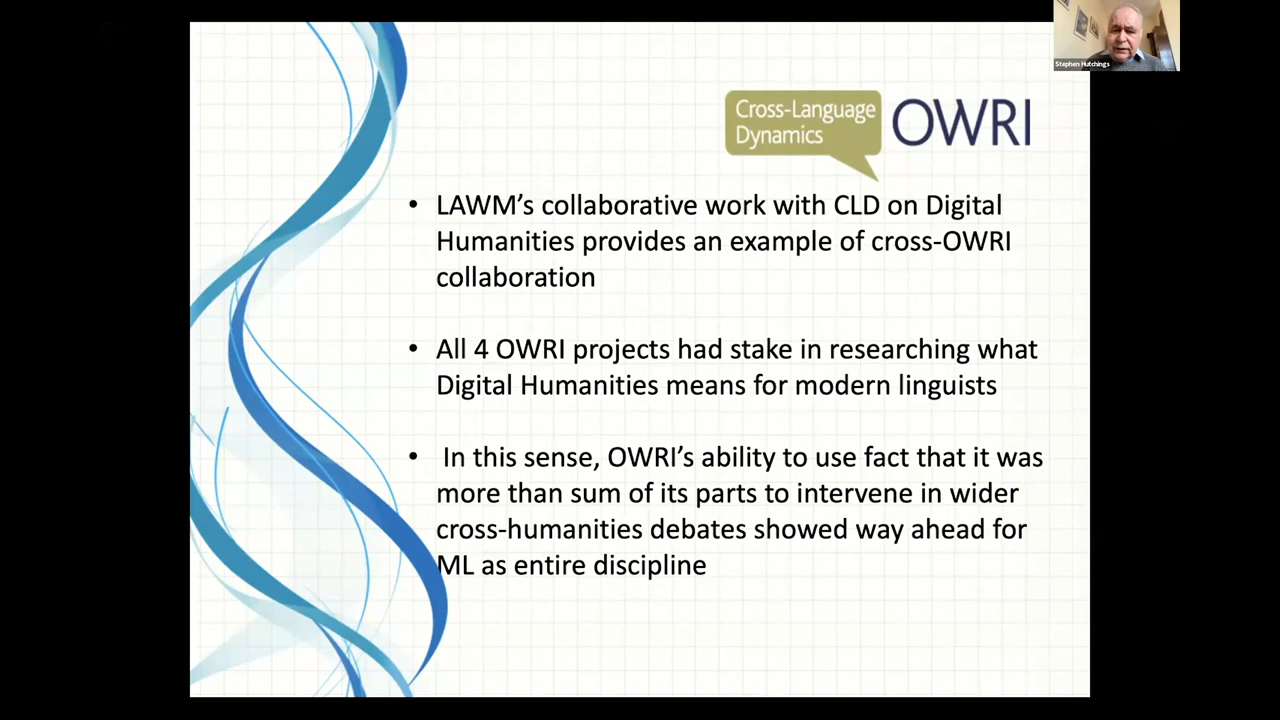 Stephen Hutchings
Cross-Language
Dynamics
OWRI
• LAWM’s collaborative work with CLD on Digital
Humanities provides an example of cross-OWRI
collaboration
• All 4 OWRI projects had stake in researching what
Digital Humanities means for modern linguists
• In this sense, OWRI’s ability to use fact that it was
more than sum of its parts to intervene in wider
cross-humanities debates showed way ahead for
ML as entire discipline